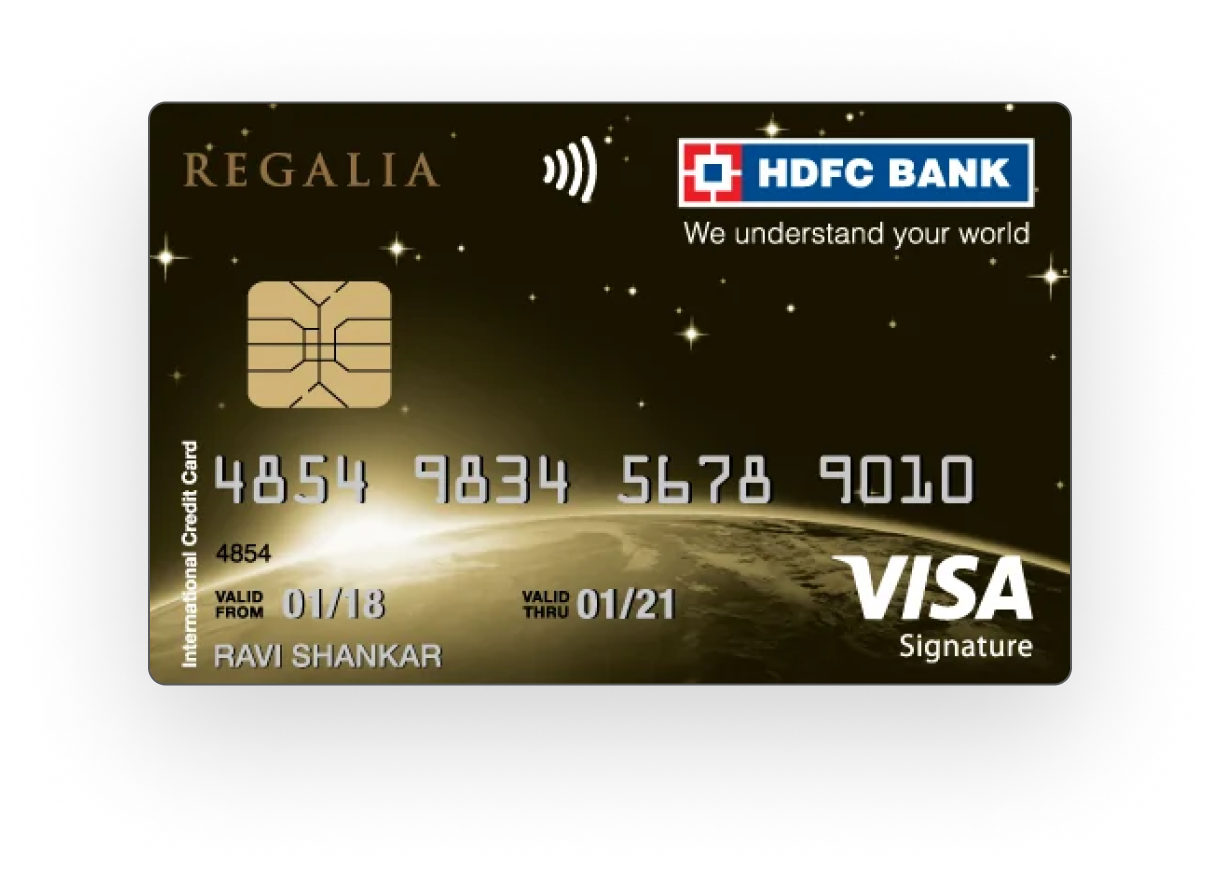 REGALIA
HDFC BANK
We understand your world
International Credit Card
4854 9834 5678 9010
4854
VALID FROM 01/18
VALID THRU 01/21
RAVI SHANKAR
VISA
Signature